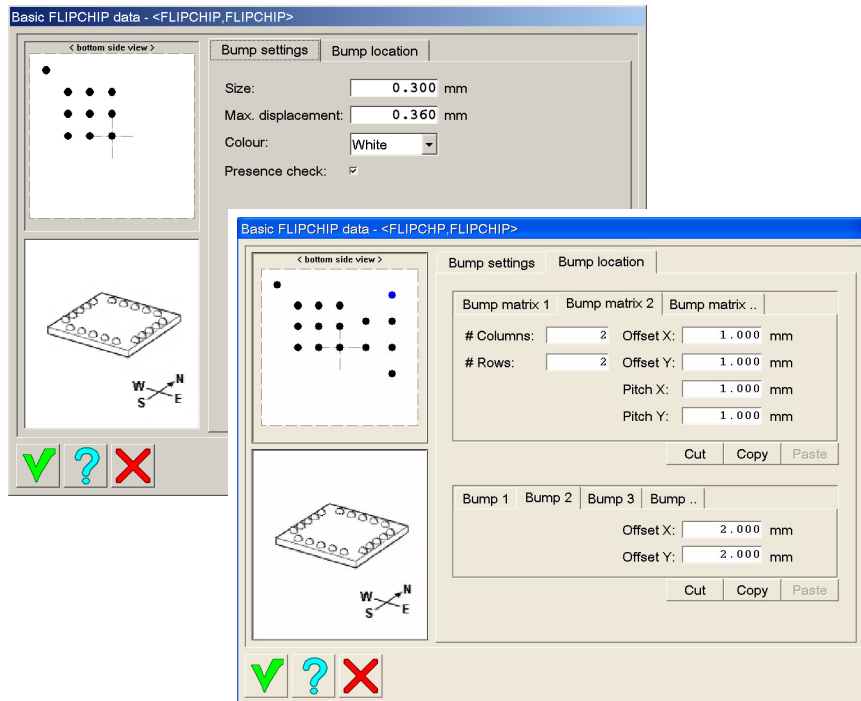 Basic FLIPCHIP data - <FLIPCHIP,FLIPCHIP>
< bottom side view >
Bump settings Bump location
Size: 0.300 mm
Max. displacement: 0.360 mm
Colour: White
Presence check:
W N
S E
Basic FLIPCHIP data - <FLIPCHP,FLIPCHIP>
< bottom side view >
Bump settings Bump location
Bump matrix 1 Bump matrix 2 Bump matrix ..
# Columns: 2 Offset X: 1.000 mm
# Rows: 2 Offset Y: 1.000 mm
Pitch X: 1.000 mm
Pitch Y: 1.000 mm
Cut Copy Paste
Bump 1 Bump 2 Bump 3 Bump ..
Offset X: 2.000 mm
Offset Y: 2.000 mm
Cut Copy Paste
W N
S E